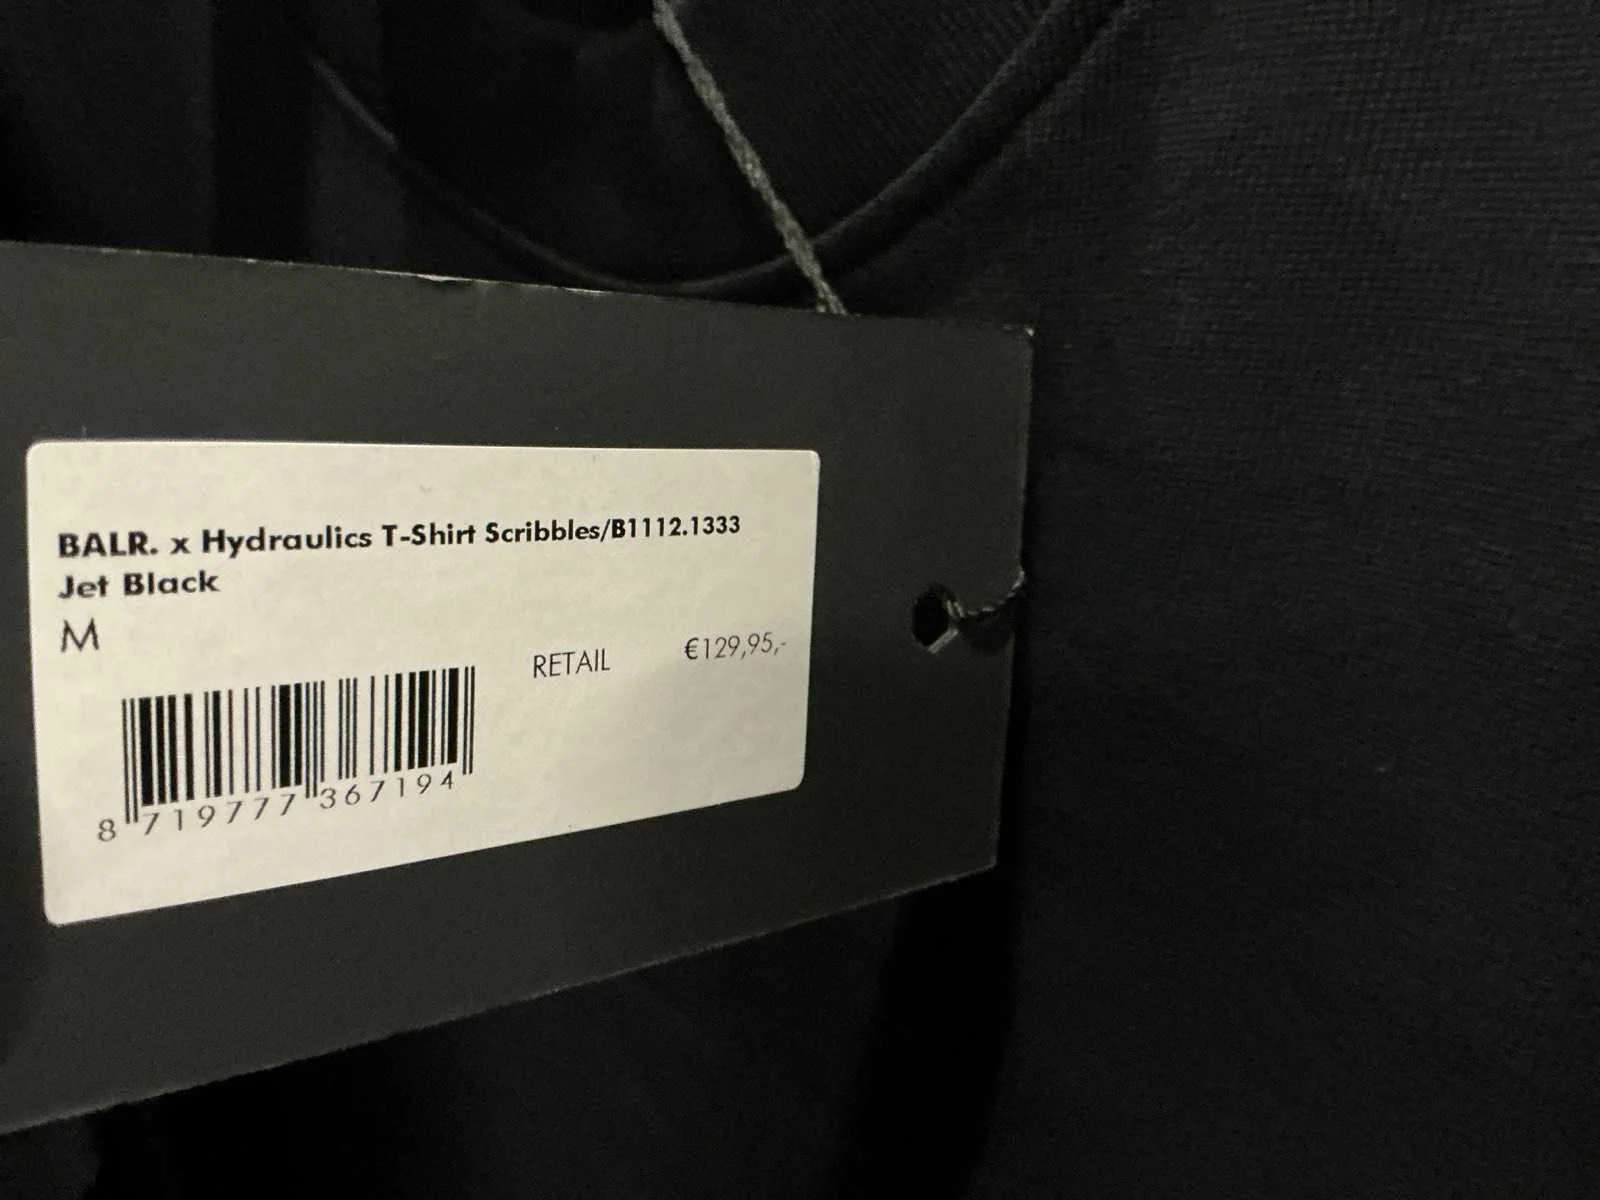 BALR. x Hydraulics T-Shirt Scribbles/B1112.1333
Jet Black
M
RETAIL €129,95,-
8 719777 367194